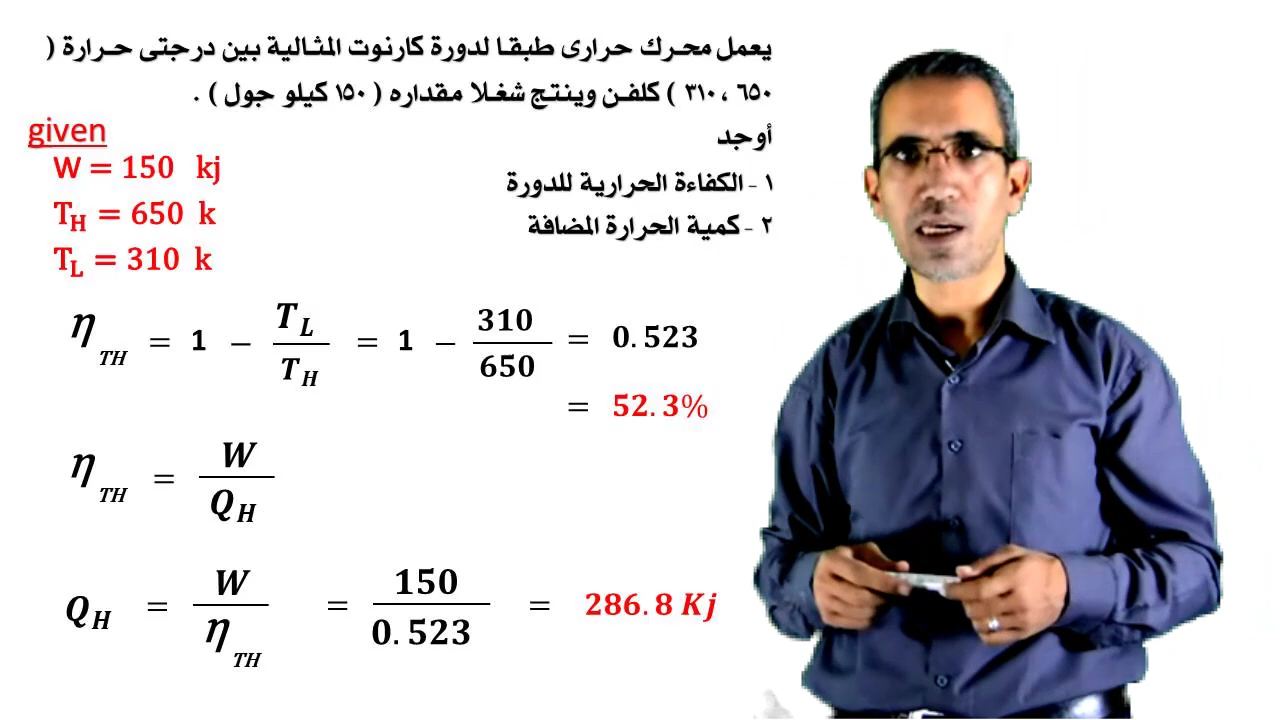 يعمل محرك حرارى طبقا لدورة كارنوت المثالية بين درجتى حرارة (
٦٥٠ ، ٣١٠ ) كلفن وينتج شغلا مقداره ( ١٥٠ كيلو جول ) .
أوجد
١ - الكفاءة الحرارية للدورة
٢ - كمية الحرارة المضافة
given
W = 150 kj
T_H = 650 k
T_L = 310 k
η_TH = 1 − T_L / T_H = 1 − 310 / 650 = 0.523
= 52.3%
η_TH = W / Q_H
Q_H = W / η_TH = 150 / 0.523 = 286.8 Kj